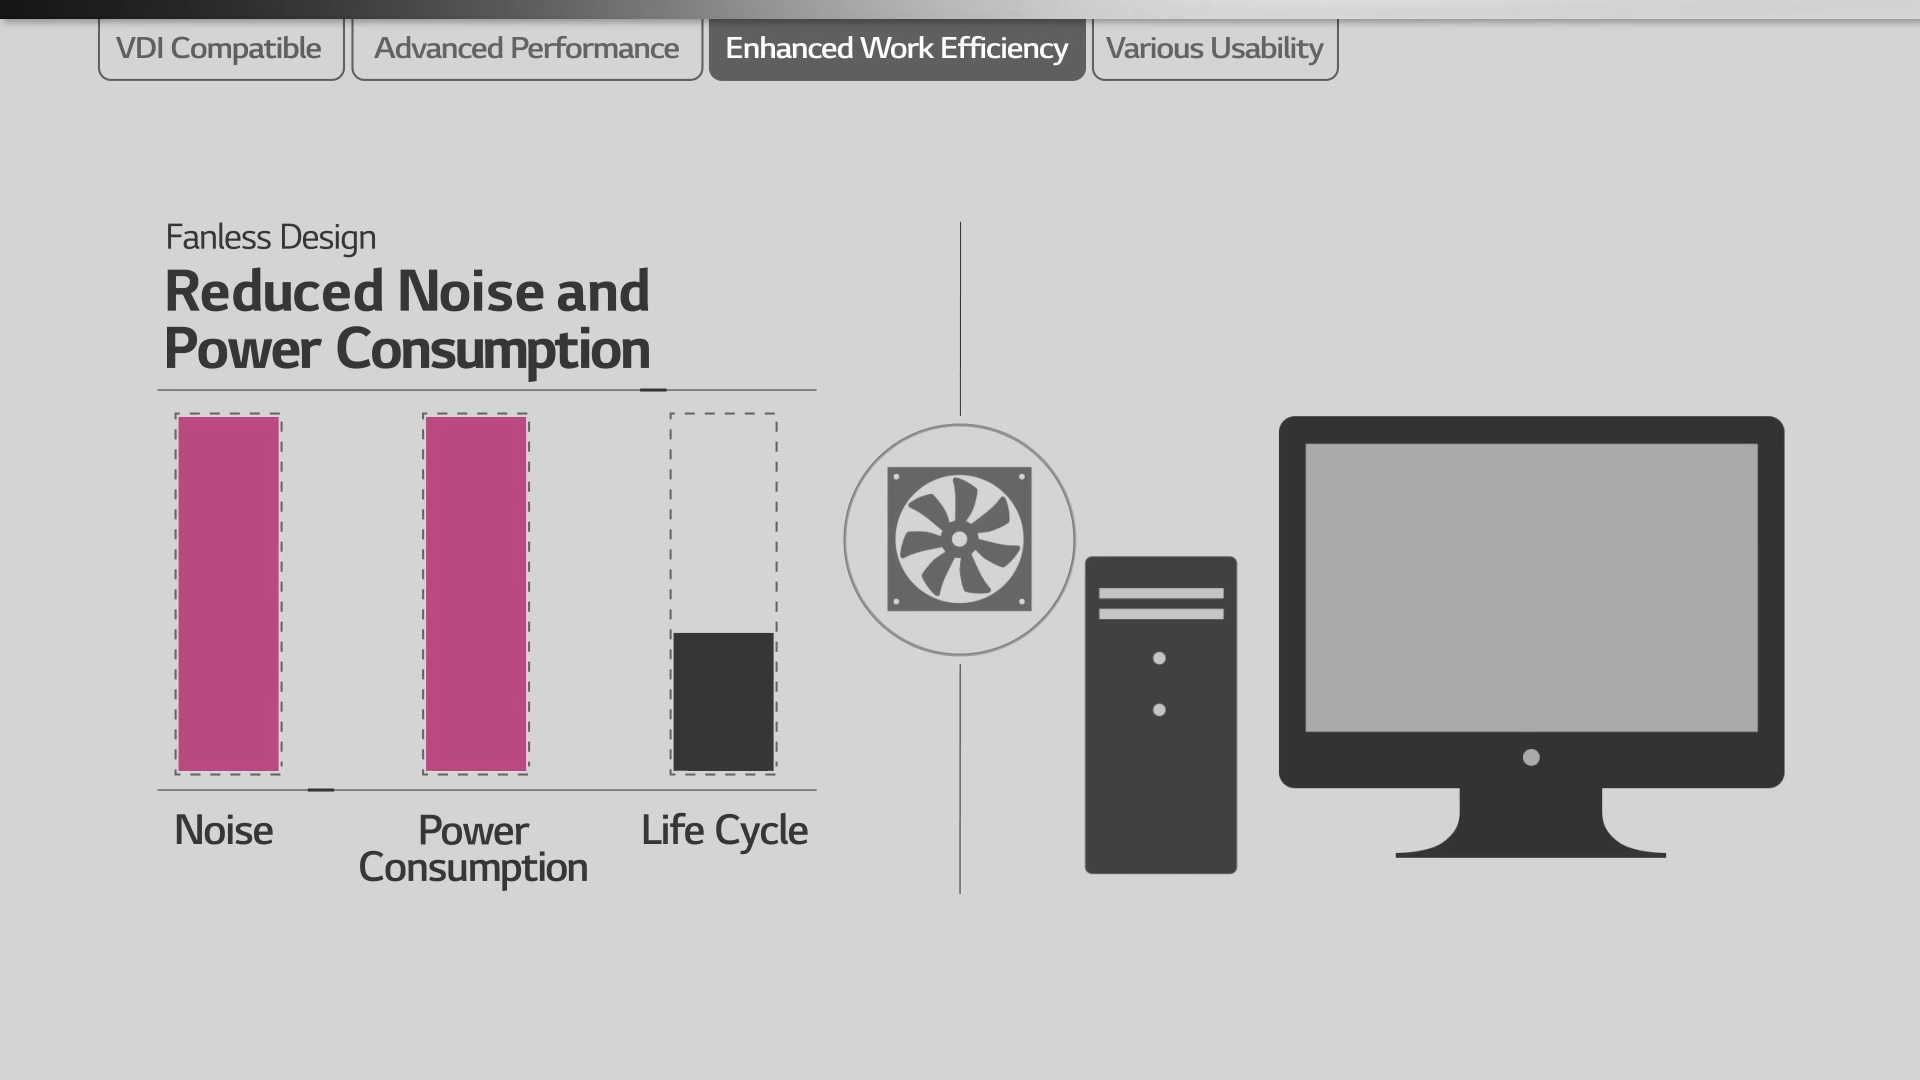 VDI Compatible
Advanced Performance
Enhanced Work Efficiency
Various Usability
Fanless Design
Reduced Noise and
Power Consumption
Noise
Power
Consumption
Life Cycle